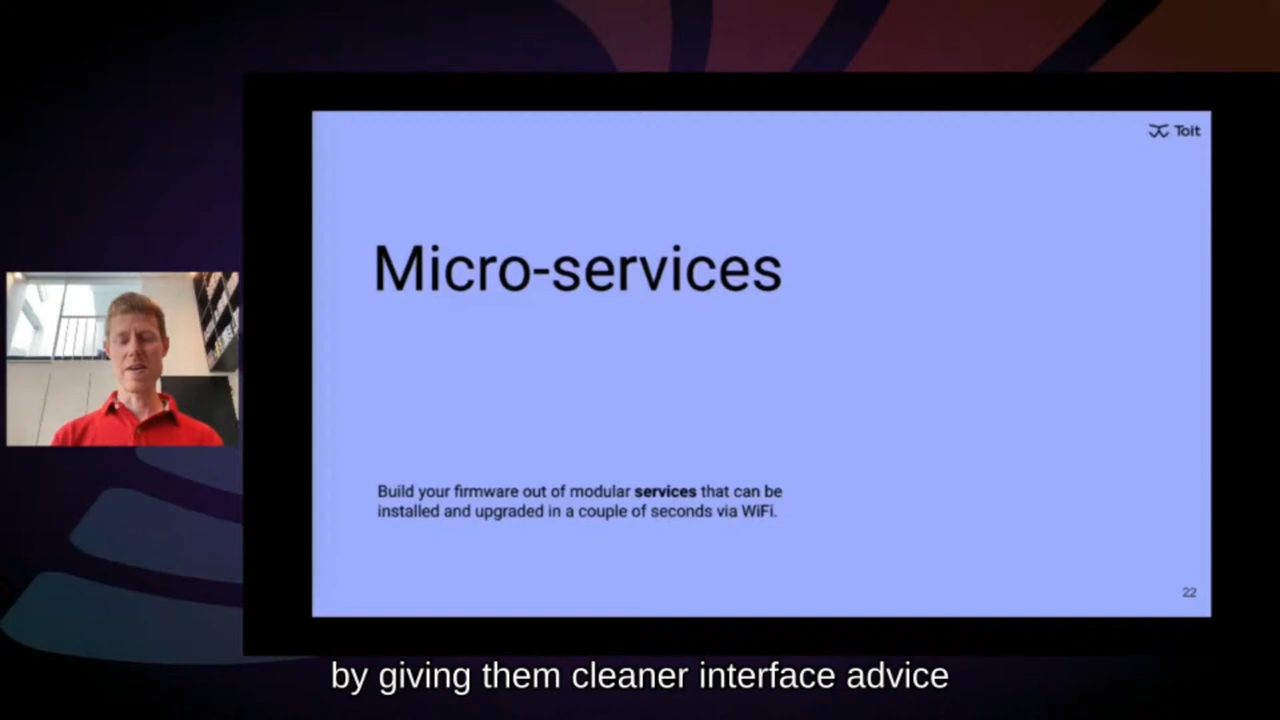 Toit
Micro-services
Build your firmware out of modular services that can be
installed and upgraded in a couple of seconds via WiFi.
22
by giving them cleaner interface advice